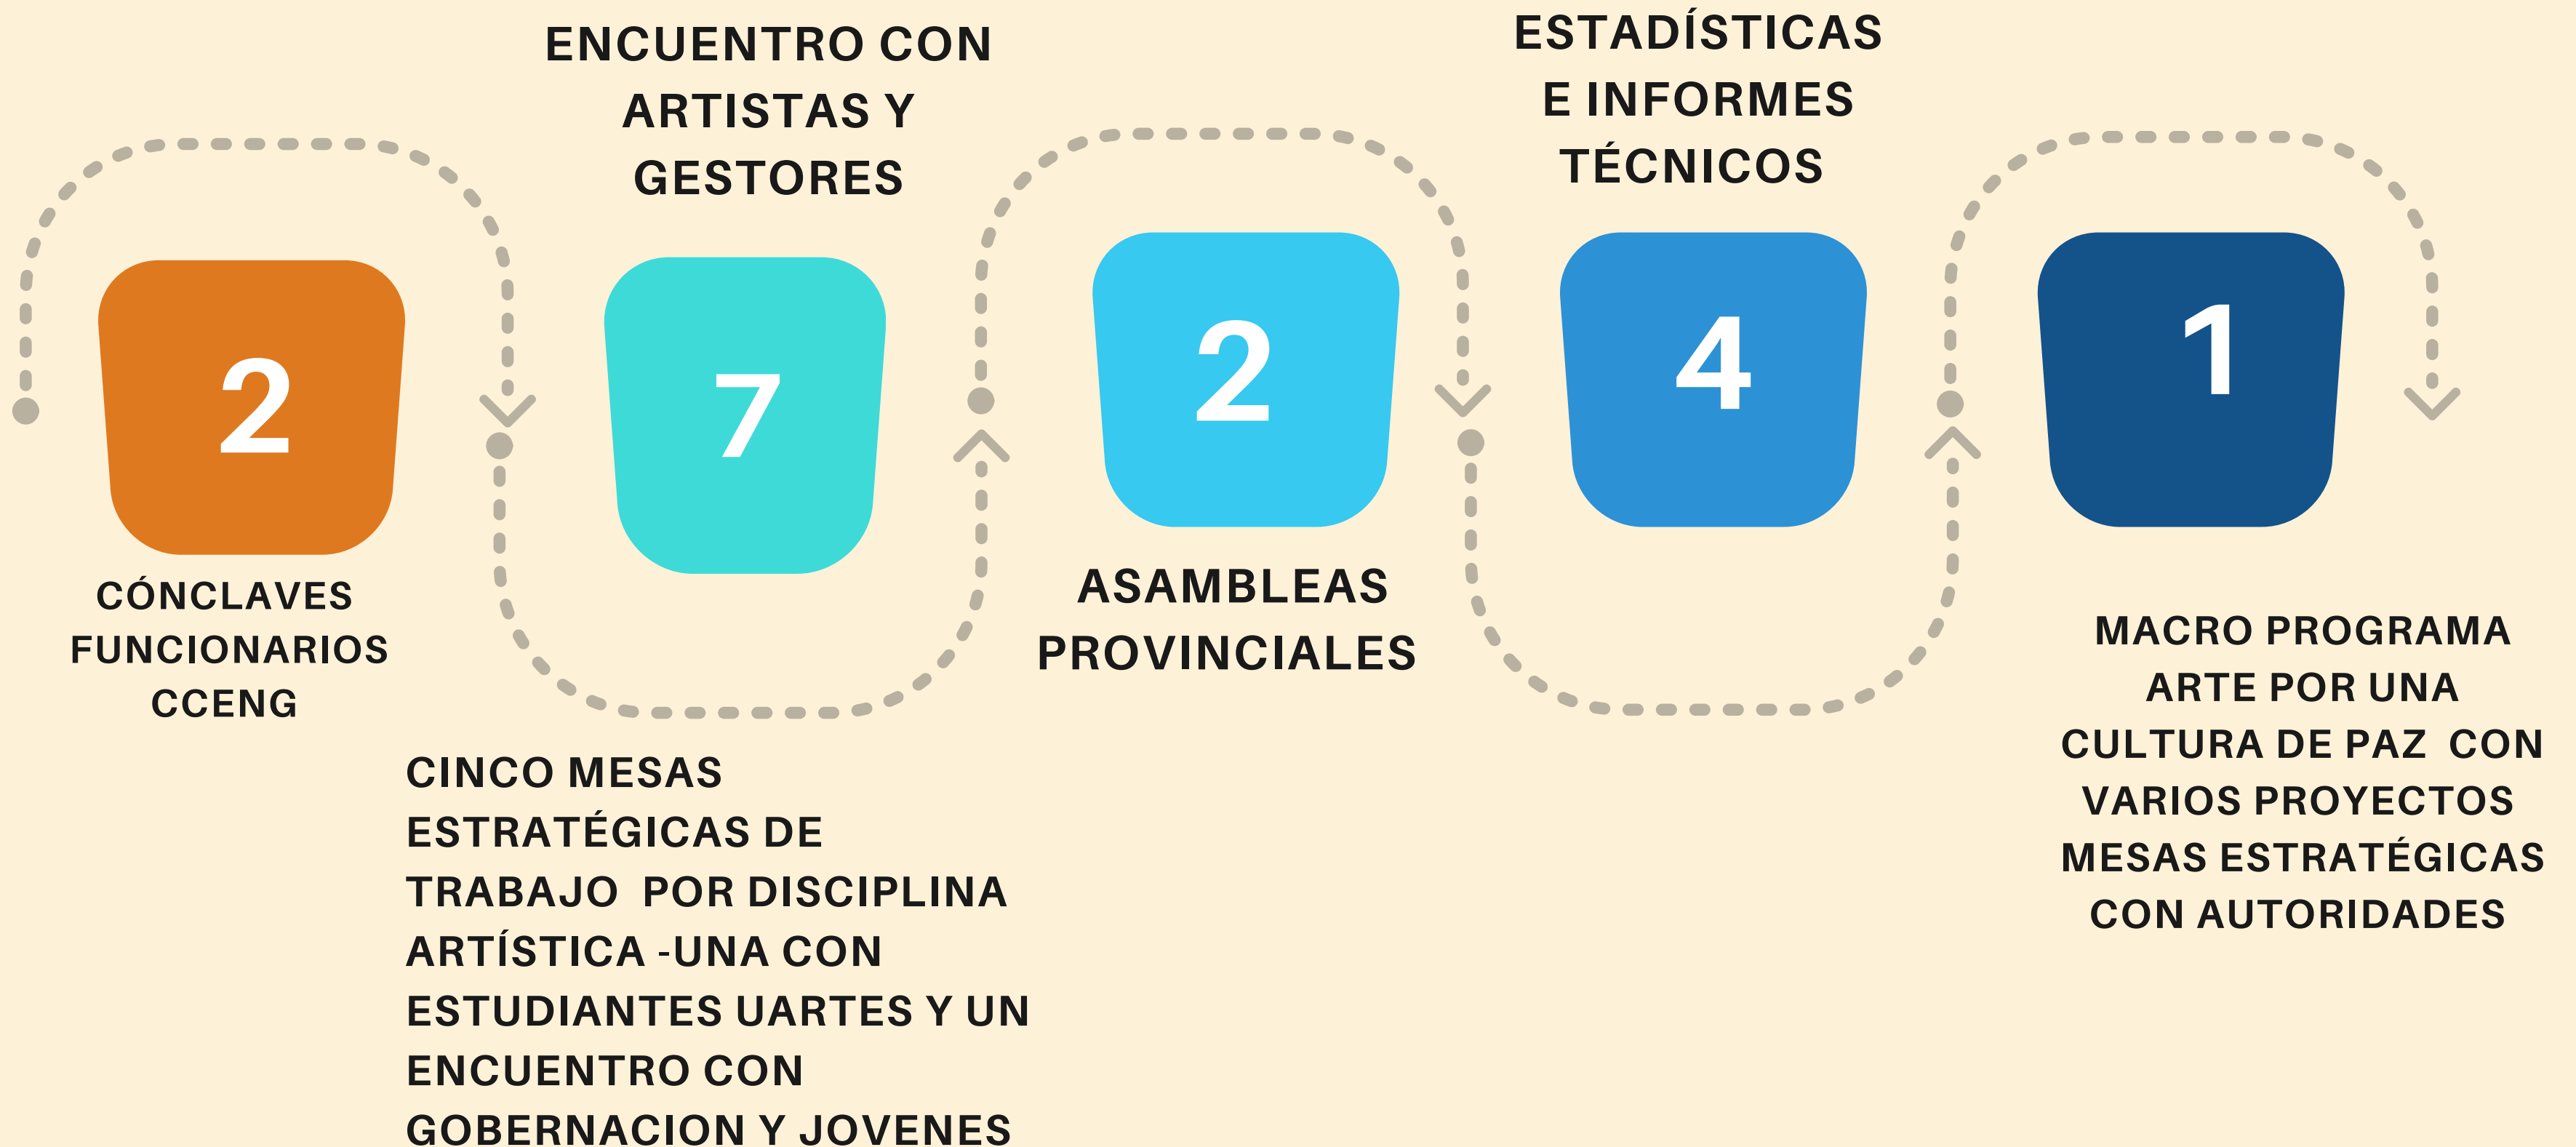 2
CÓNCLAVES
FUNCIONARIOS
CCENG
ENCUENTRO CON
ARTISTAS Y
GESTORES
7
CINCO MESAS
ESTRATÉGICAS DE
TRABAJO  POR DISCIPLINA
ARTÍSTICA -UNA CON
ESTUDIANTES UARTES Y UN
ENCUENTRO CON
GOBERNACION Y JOVENES
2
ASAMBLEAS
PROVINCIALES
ESTADÍSTICAS
E INFORMES
TÉCNICOS
4
1
MACRO PROGRAMA
ARTE POR UNA
CULTURA DE PAZ  CON
VARIOS PROYECTOS
MESAS ESTRATÉGICAS
CON AUTORIDADES